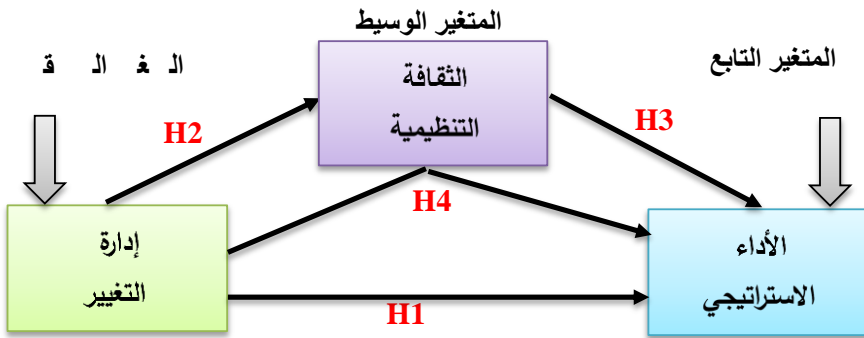 المتغير الوسيط
المتغير التابع
الثقافة
التنظيمية
H2
H3
H4
إدارة
التغيير
الأداء
الاستراتيجي
H1